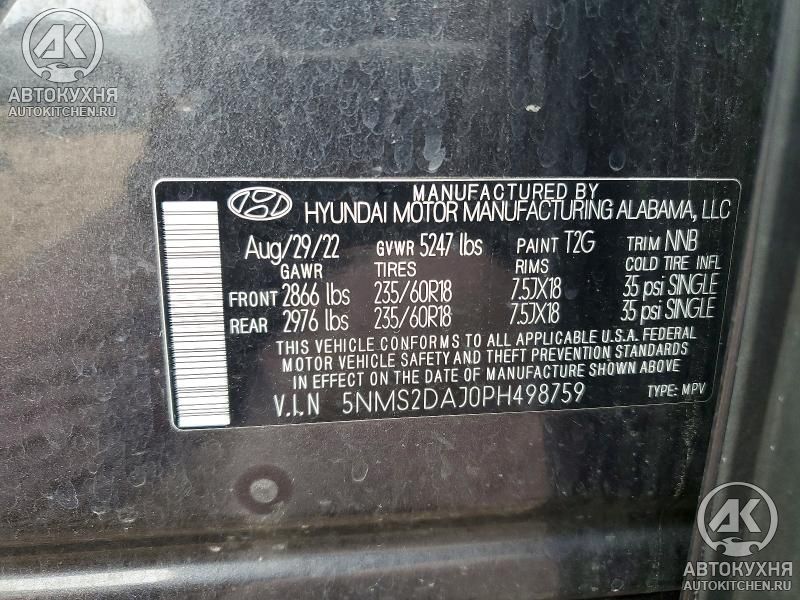 АК
АВТОКУХНЯ
AUTOKITCHEN.RU
MANUFACTURED BY
HYUNDAI MOTOR MANUFACTURING ALABAMA, LLC
Aug/29/22 GVWR 5247 lbs PAINT T2G TRIM NNB
GAWR TIRES RIMS COLD TIRE INFL
FRONT 2866 lbs 235/60R18 7.5JX18 35 psi SINGLE
REAR 2976 lbs 235/60R18 7.5JX18 35 psi SINGLE
THIS VEHICLE CONFORMS TO ALL APPLICABLE U.S.A. FEDERAL
MOTOR VEHICLE SAFETY AND THEFT PREVENTION STANDARDS
IN EFFECT ON THE DATE OF MANUFACTURE SHOWN ABOVE.
V.I.N 5NMS2DAJ0PH498759 TYPE: MPV
АК
АВТОКУХНЯ
AUTOKITCHEN.RU